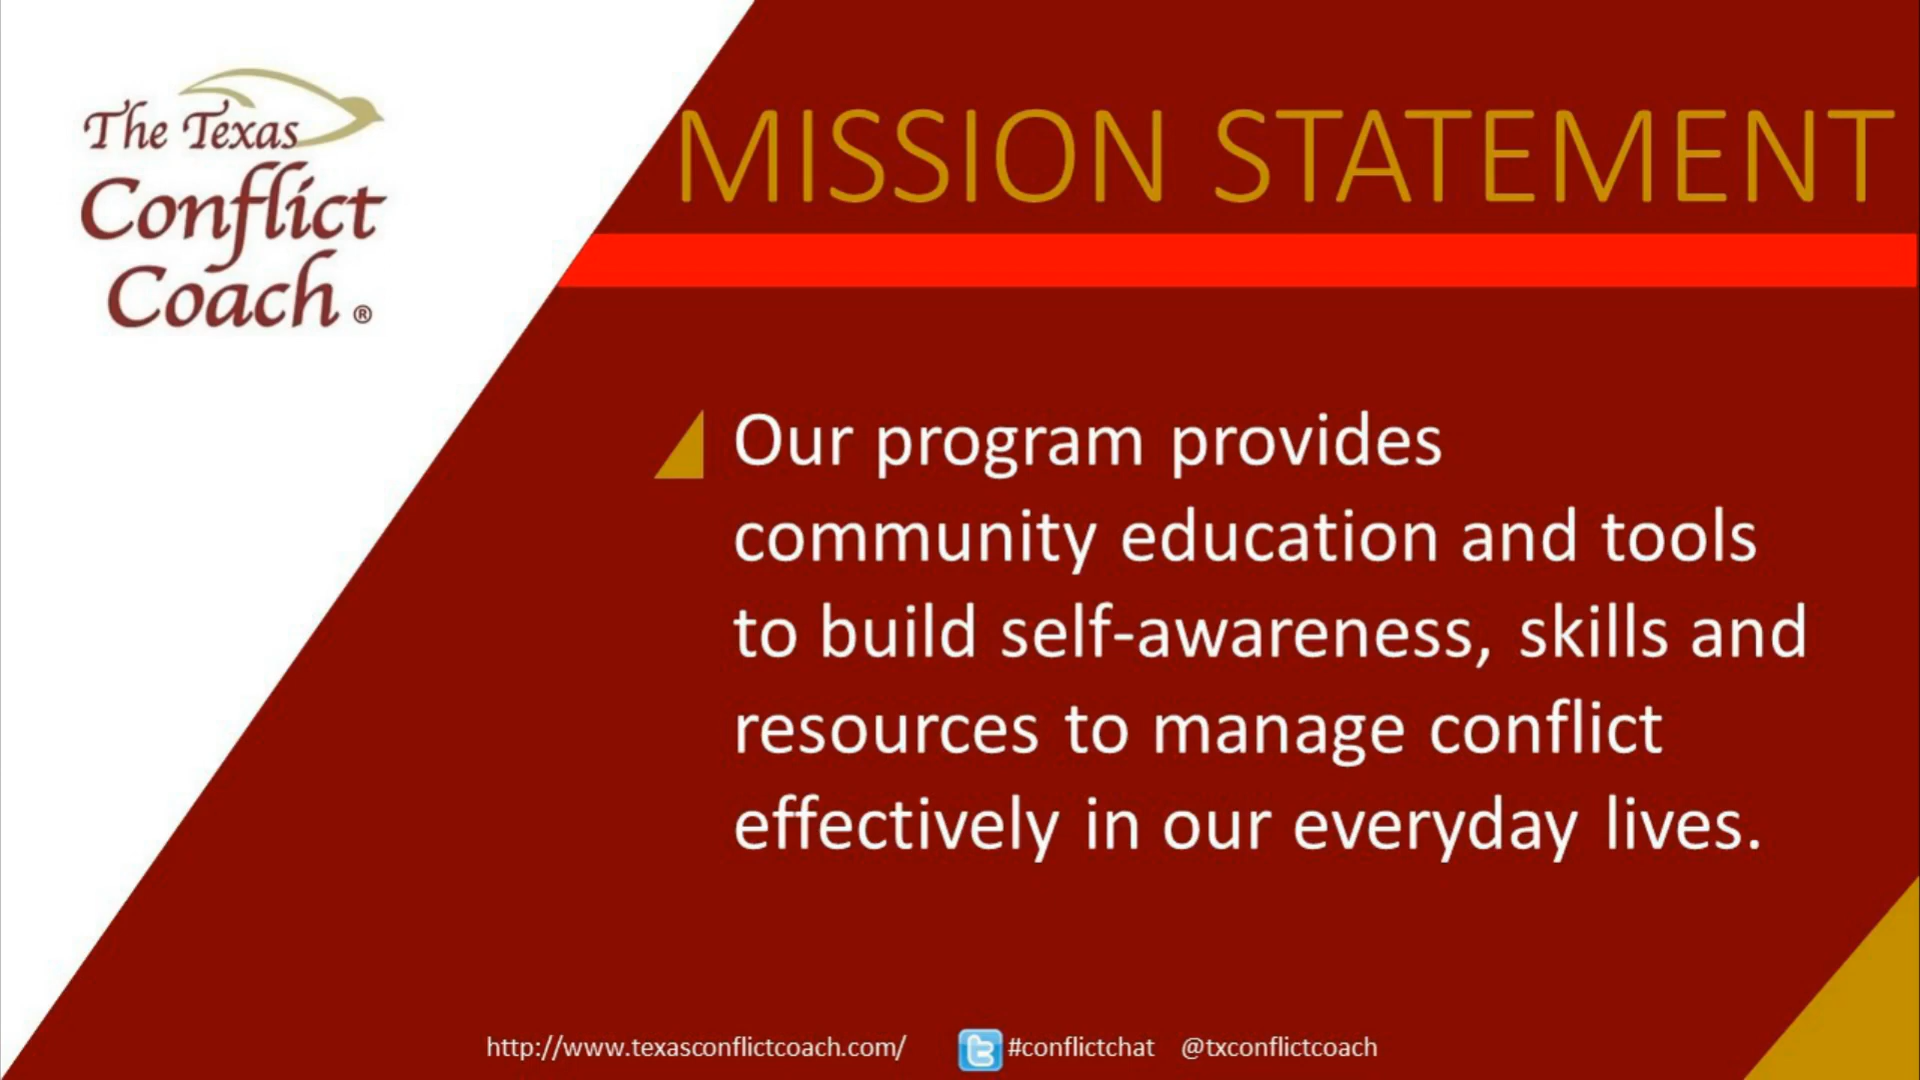 The Texas
Conflict
Coach ®
MISSION STATEMENT
Our program provides
community education and tools
to build self-awareness, skills and
resources to manage conflict
effectively in our everyday lives.
http://www.texasconflictcoach.com/ #conflictchat @txconflictcoach